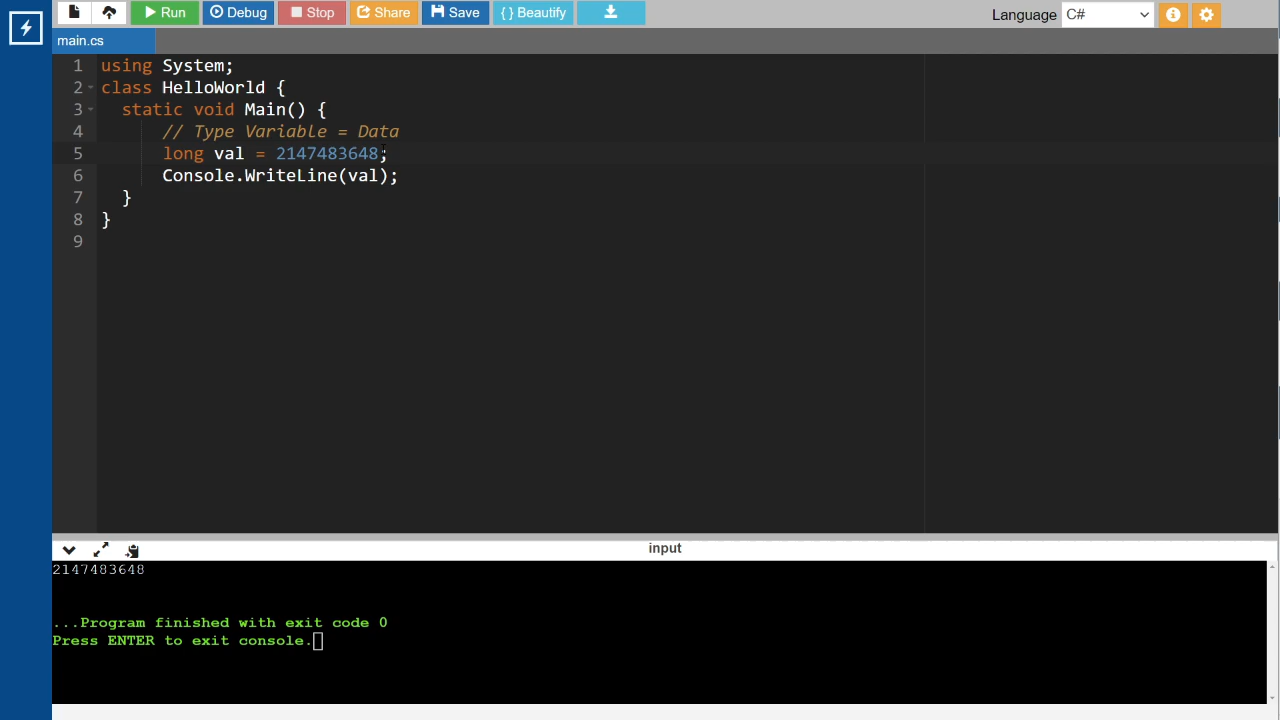 Run Debug Stop Share Save { } Beautify Language C#
main.cs
1 using System;
2 class HelloWorld {
3 static void Main() {
4 // Type Variable = Data
5 long val = 2147483648;
6 Console.WriteLine(val);
7 }
8 }
9
input
2147483648
...Program finished with exit code 0
Press ENTER to exit console.